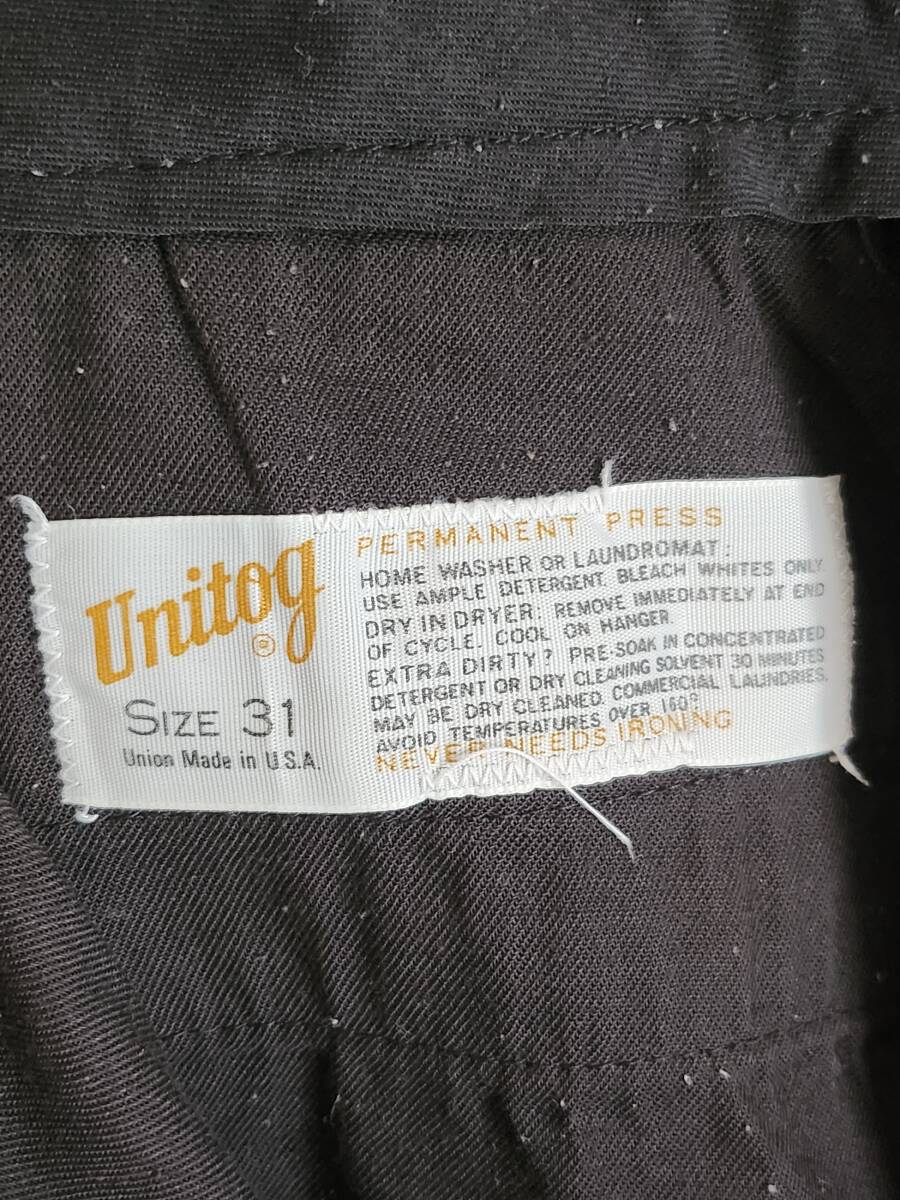 Unitog
®
SIZE 31
Union Made in U.S.A.
PERMANENT PRESS
HOME WASHER OR LAUNDROMAT:
USE AMPLE DETERGENT. BLEACH WHITES ONLY.
DRY IN DRYER: REMOVE IMMEDIATELY AT END
OF CYCLE. COOL ON HANGER.
EXTRA DIRTY? PRE-SOAK IN CONCENTRATED
DETERGENT OR DRY CLEANING SOLVENT 30 MINUTES
MAY BE DRY CLEANED. COMMERCIAL LAUNDRIES,
AVOID TEMPERATURES OVER 160°
NEVER NEEDS IRONING